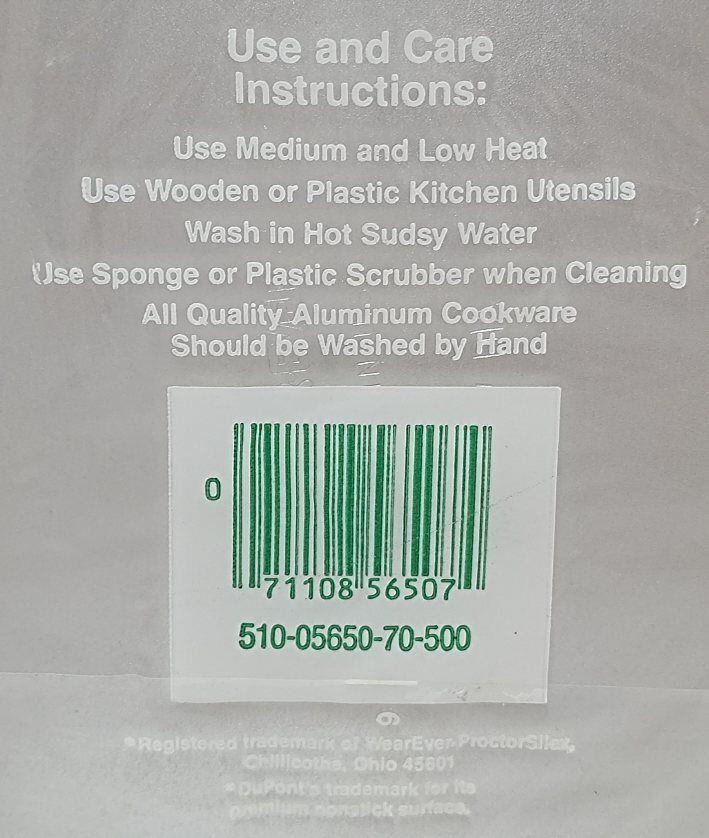 Use and Care
Instructions:
Use Medium and Low Heat
Use Wooden or Plastic Kitchen Utensils
Wash in Hot Sudsy Water
Use Sponge or Plastic Scrubber when Cleaning
All Quality Aluminum Cookware
Should be Washed by Hand
0
71108 56507
510-05650-70-500
*Registered trademark of WearEver-ProctorSilex,
Chillicothe, Ohio 45601
*DuPont's trademark for its
premium nonstick surface.